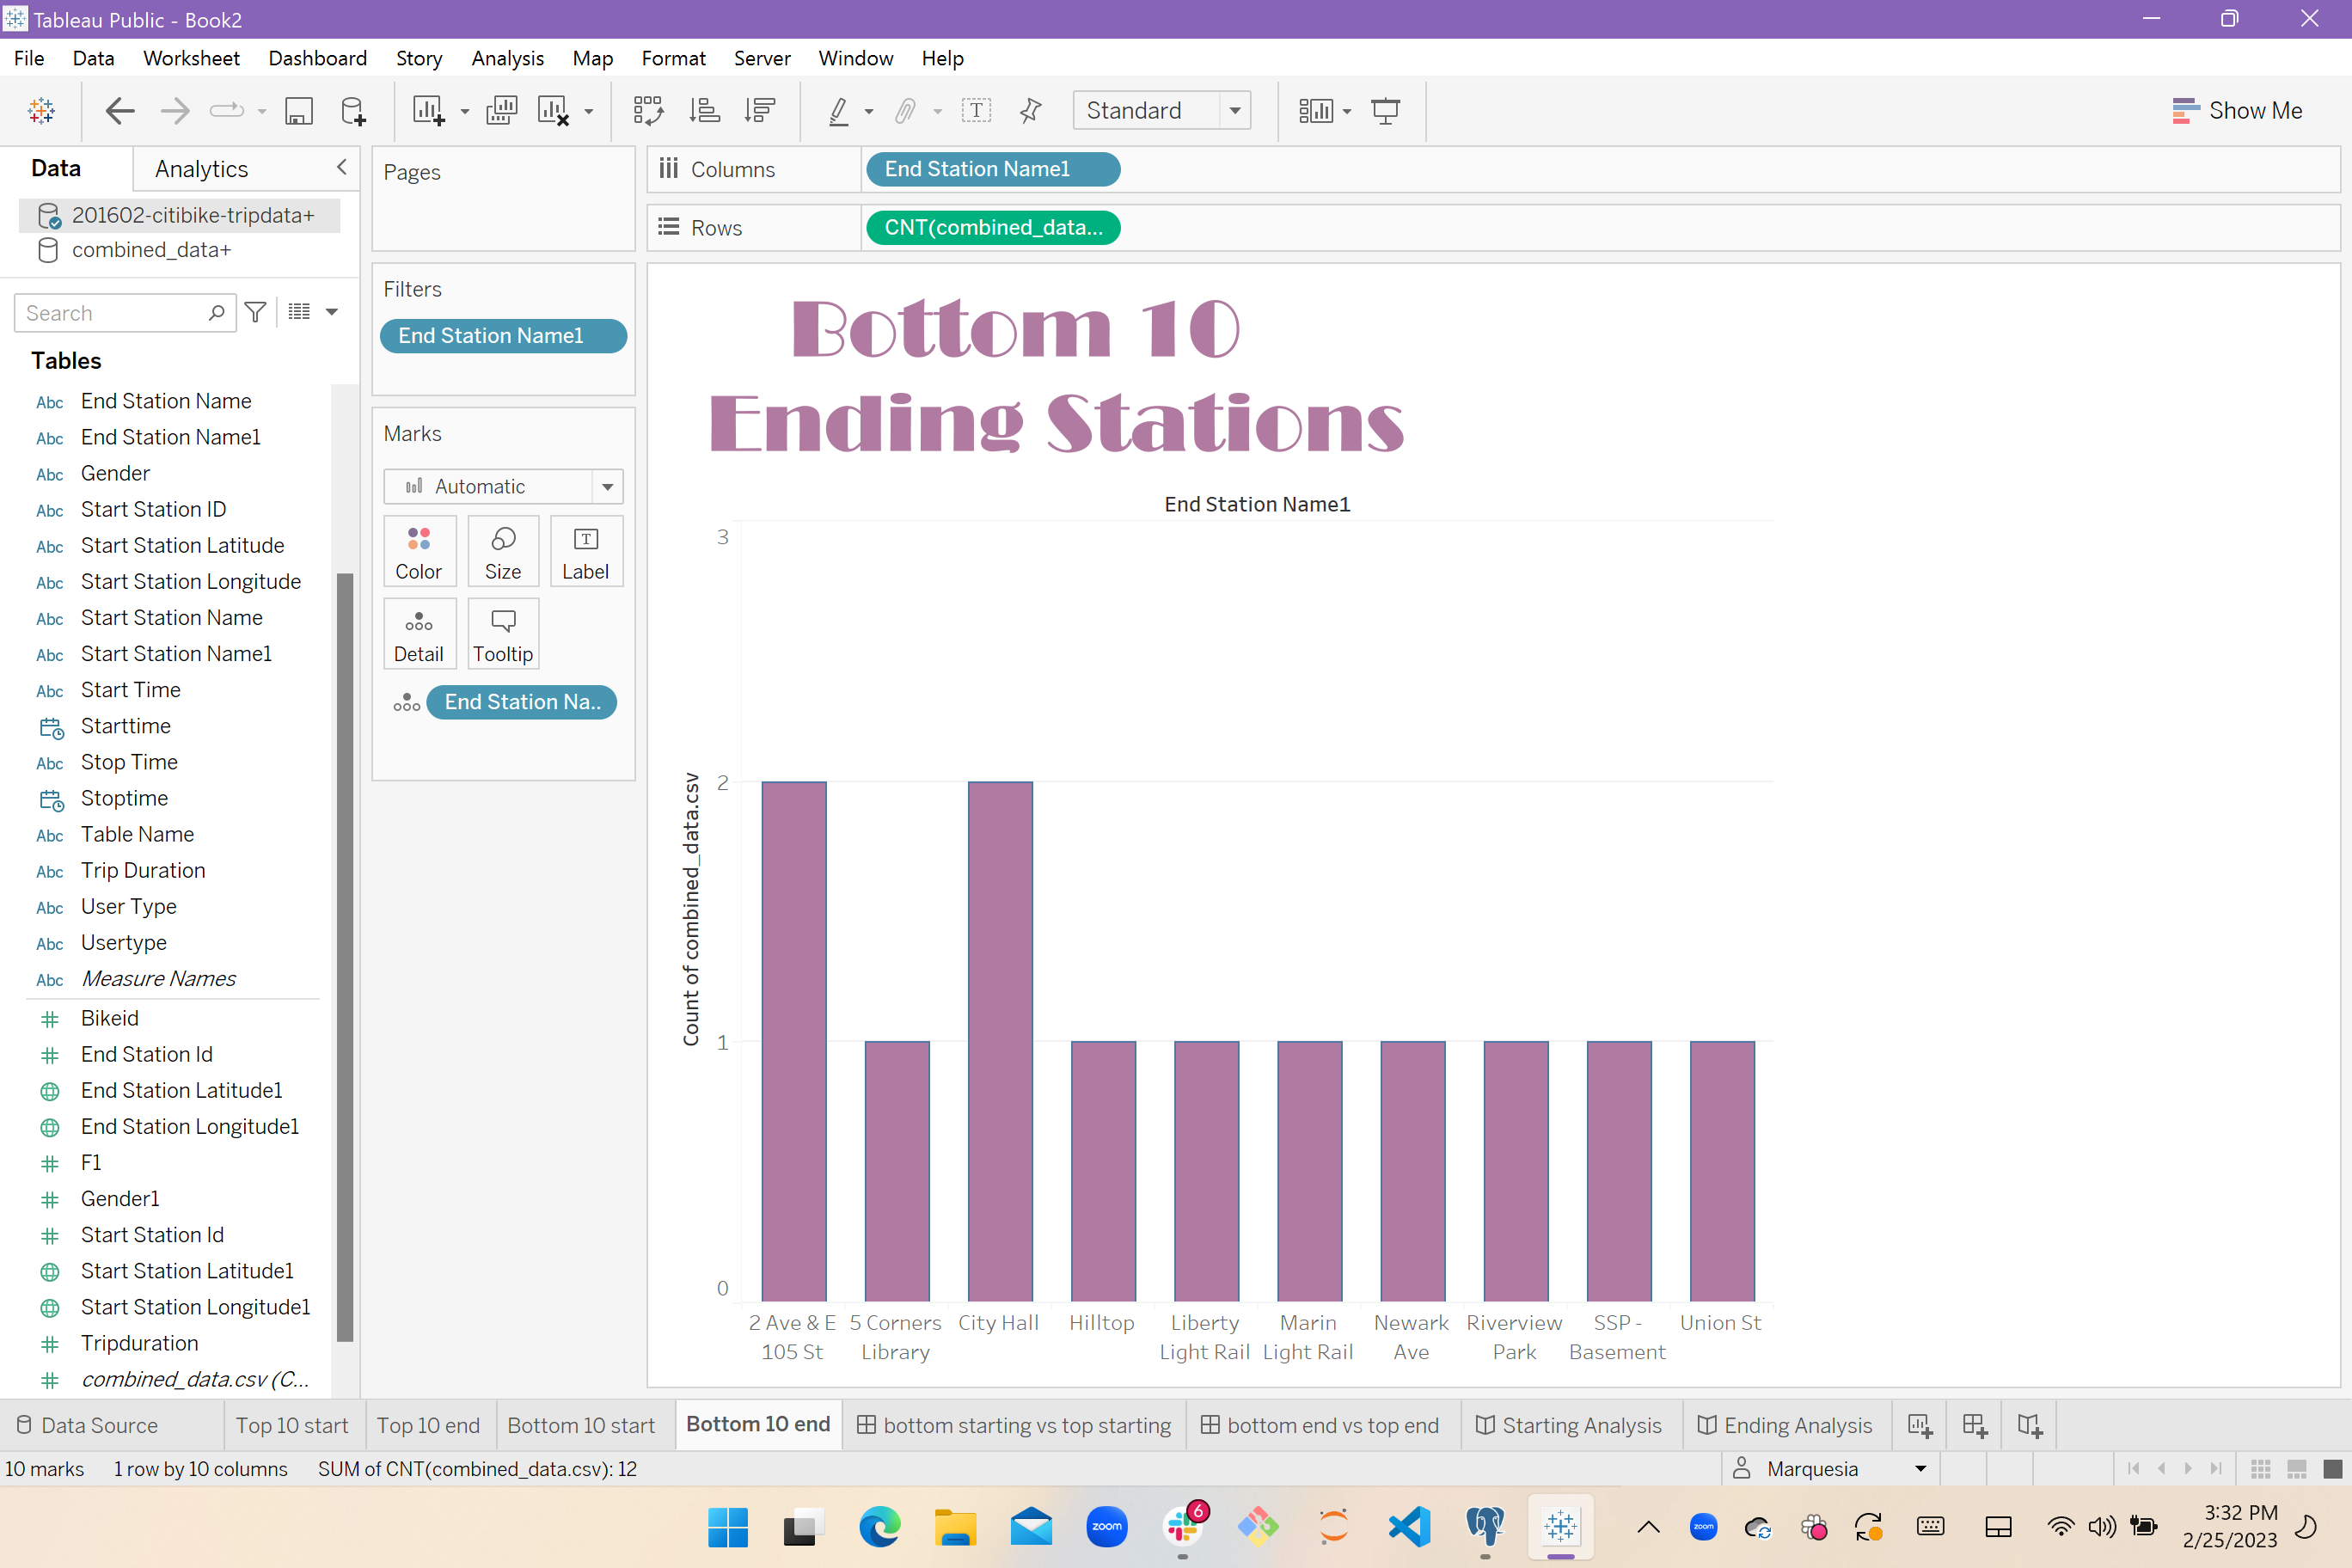 Tableau Public - Book2
File Data Worksheet Dashboard Story Analysis Map Format Server Window Help
Standard
Show Me
Data Analytics
201602-citibike-tripdata+
combined_data+
Search
Tables
Abc End Station Name
Abc End Station Name1
Abc Gender
Abc Start Station ID
Abc Start Station Latitude
Abc Start Station Longitude
Abc Start Station Name
Abc Start Station Name1
Abc Start Time
Starttime
Abc Stop Time
Stoptime
Abc Table Name
Abc Trip Duration
Abc User Type
Abc Usertype
Abc Measure Names
# Bikeid
# End Station Id
End Station Latitude1
End Station Longitude1
# F1
# Gender1
# Start Station Id
Start Station Latitude1
Start Station Longitude1
# Tripduration
# combined_data.csv (C...
Pages
Filters
End Station Name1
Marks
Automatic
Color Size T Label
Detail Tooltip
End Station Na..
Columns End Station Name1
Rows CNT(combined_data...
Bottom 10
Ending Stations
End Station Name1
Count of combined_data.csv
3
2
1
0
2 Ave & E 105 St
5 Corners Library
City Hall
Hilltop
Liberty Light Rail
Marin Light Rail
Newark Ave
Riverview Park
SSP - Basement
Union St
Data Source Top 10 start Top 10 end Bottom 10 start Bottom 10 end bottom starting vs top starting bottom end vs top end Starting Analysis Ending Analysis
10 marks 1 row by 10 columns SUM of CNT(combined_data.csv): 12
Marquesia
zoom
6
zoom
3:32 PM
2/25/2023